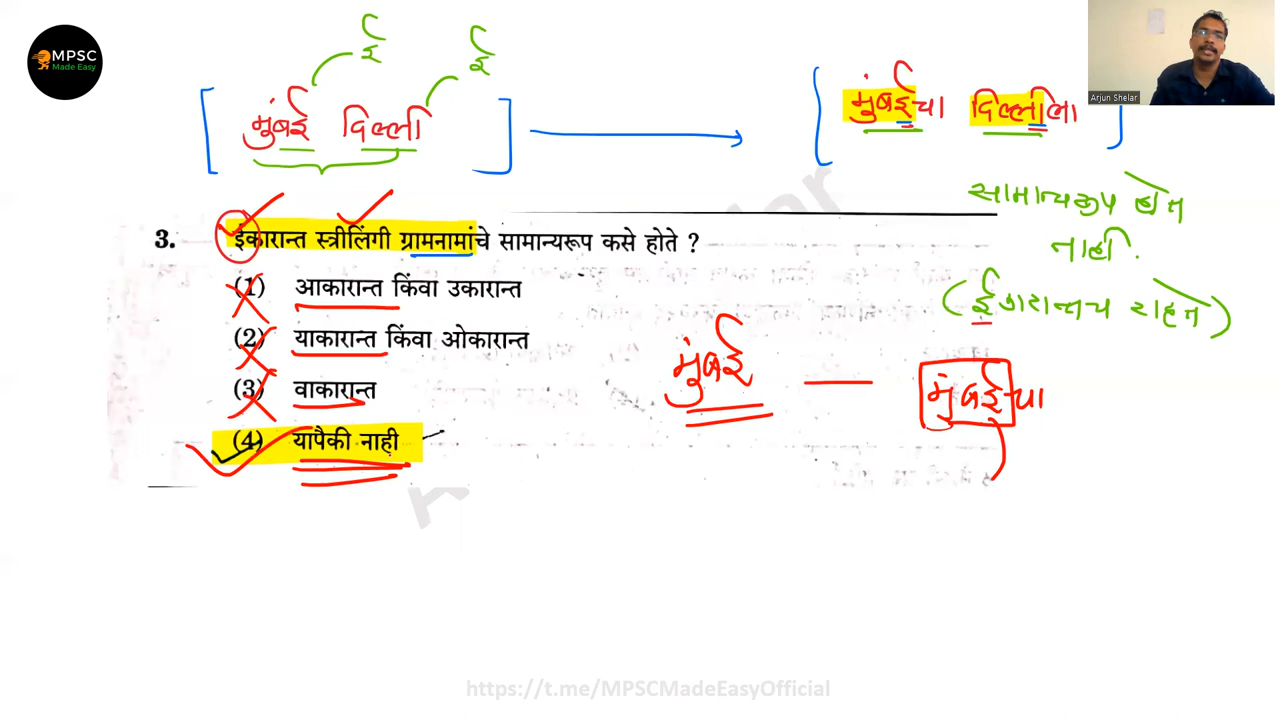 MPSC
Made Easy
ई ई
मुंबई दिल्ली
मुंबईचा दिल्लीला
Arjun Shelar
सामान्यरूप होत
नाही.
(ईकारान्तच राहते)
3. ईकारान्त स्त्रीलिंगी ग्रामनामांचे सामान्यरूप कसे होते ?
(1) आकारान्त किंवा उकारान्त
(2) याकारान्त किंवा ओकारान्त
(3) वाकारान्त
(4) यापैकी नाही
मुंबई — मुंबईचा
https://t.me/MPSCMadeEasyOfficial